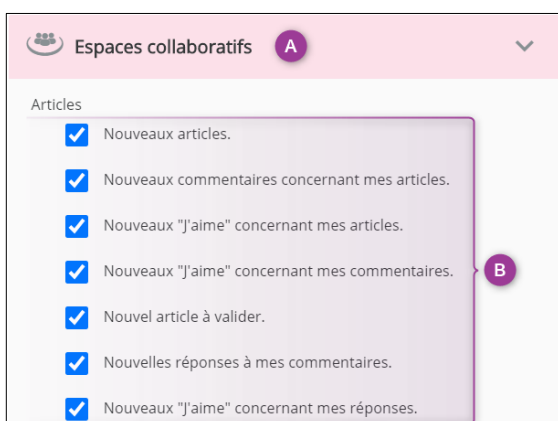 Espaces collaboratifs A
Articles
Nouveaux articles.
Nouveaux commentaires concernant mes articles.
Nouveaux "J'aime" concernant mes articles.
Nouveaux "J'aime" concernant mes commentaires.
B
Nouvel article à valider.
Nouvelles réponses à mes commentaires.
Nouveaux "J'aime" concernant mes réponses.